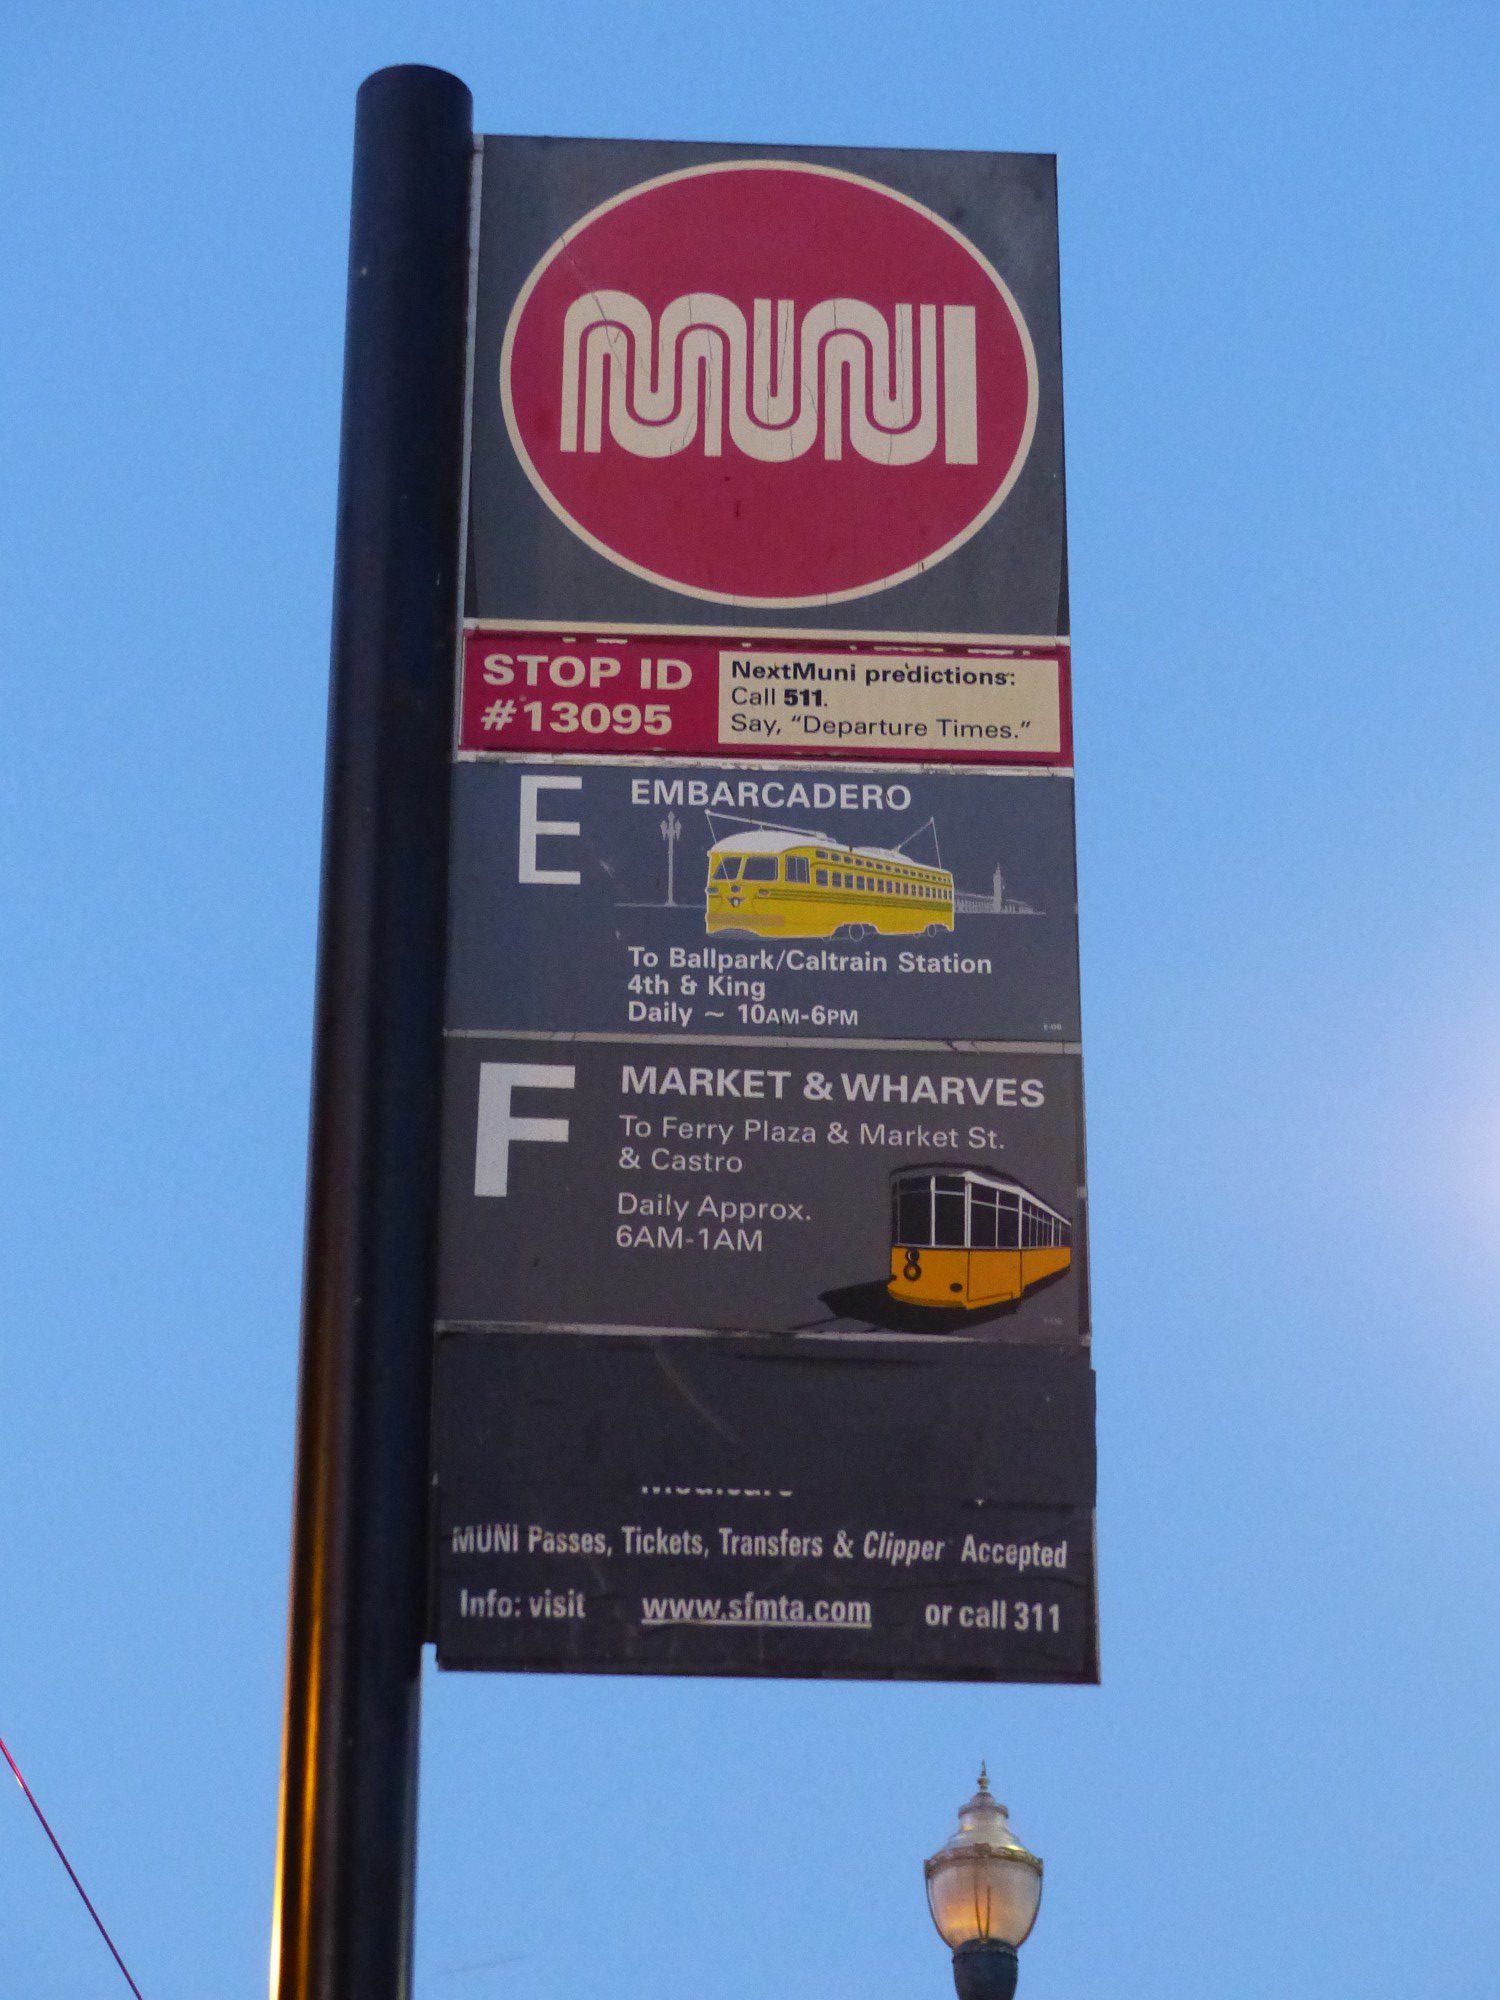 MUNI
STOP ID
#13095
NextMuni predictions:
Call 511.
Say, “Departure Times.”
E
EMBARCADERO
To Ballpark/Caltrain Station
4th & King
Daily ~ 10AM-6PM
F
MARKET & WHARVES
To Ferry Plaza & Market St.
& Castro
Daily Approx.
6AM-1AM
8
MUNI Passes, Tickets, Transfers & Clipper Accepted
Info: visit www.sfmta.com or call 311